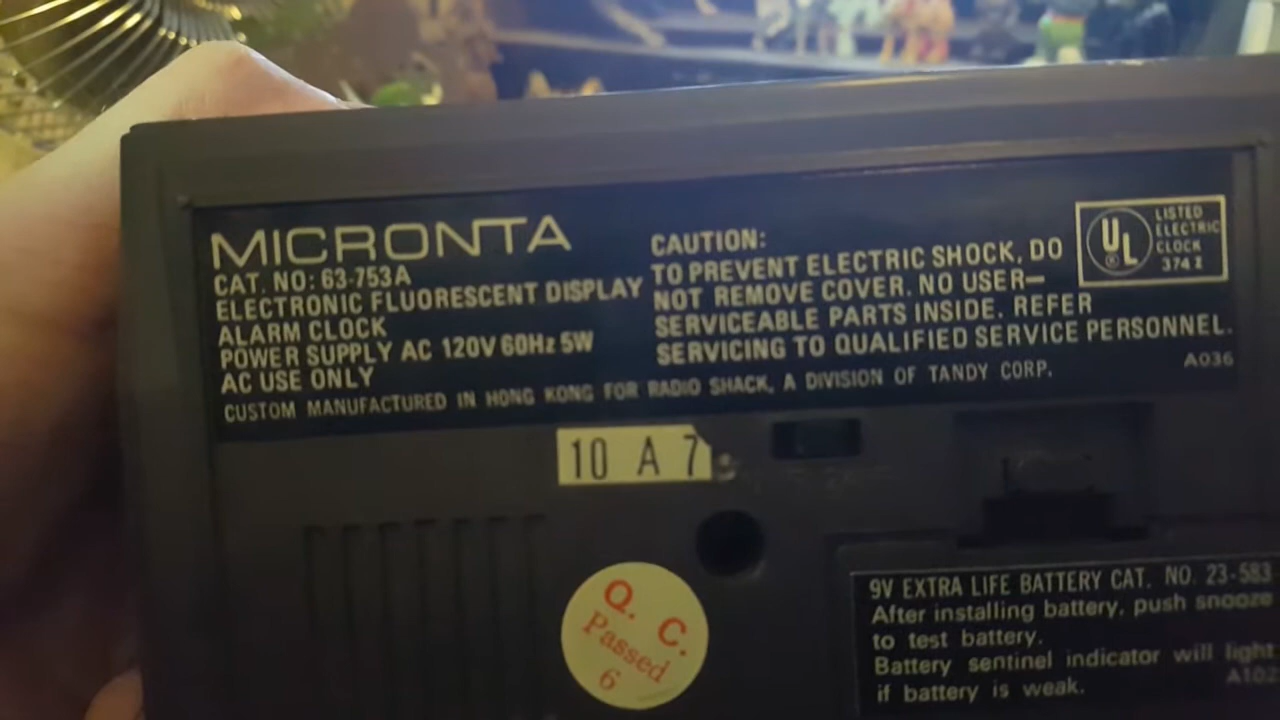 MICRONTA
CAT. NO: 63-753A
ELECTRONIC FLUORESCENT DISPLAY
ALARM CLOCK
POWER SUPPLY AC 120V 60Hz 5W
AC USE ONLY
CAUTION:
TO PREVENT ELECTRIC SHOCK, DO
NOT REMOVE COVER. NO USER-
SERVICEABLE PARTS INSIDE. REFER
SERVICING TO QUALIFIED SERVICE PERSONNEL.
UL
®
LISTED
ELECTRIC
CLOCK
374Z
A036
CUSTOM MANUFACTURED IN HONG KONG FOR RADIO SHACK, A DIVISION OF TANDY CORP.
10 A 7
Q. C.
Passed
6
9V EXTRA LIFE BATTERY CAT. NO. 23-583
After installing battery, push snooze
to test battery.
Battery sentinel indicator will light
if battery is weak.